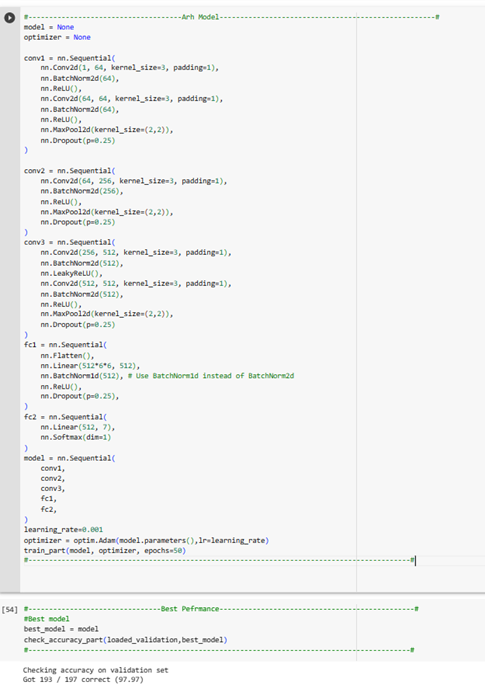 #---------------------------------------Arh Model-------------------------------------------------------#
model = None
optimizer = None
conv1 = nn.Sequential(
    nn.Conv2d(1, 64, kernel_size=3, padding=1),
    nn.BatchNorm2d(64),
    nn.ReLU(),
    nn.Conv2d(64, 64, kernel_size=3, padding=1),
    nn.BatchNorm2d(64),
    nn.ReLU(),
    nn.MaxPool2d(kernel_size=(2,2)),
    nn.Dropout(p=0.25)
)
conv2 = nn.Sequential(
    nn.Conv2d(64, 256, kernel_size=3, padding=1),
    nn.BatchNorm2d(256),
    nn.ReLU(),
    nn.MaxPool2d(kernel_size=(2,2)),
    nn.Dropout(p=0.25)
)
conv3 = nn.Sequential(
    nn.Conv2d(256, 512, kernel_size=3, padding=1),
    nn.BatchNorm2d(512),
    nn.LeakyReLU(),
    nn.Conv2d(512, 512, kernel_size=3, padding=1),
    nn.BatchNorm2d(512),
    nn.ReLU(),
    nn.MaxPool2d(kernel_size=(2,2)),
    nn.Dropout(p=0.25)
)
fc1 = nn.Sequential(
    nn.Flatten(),
    nn.Linear(512*6*6, 512),
    nn.BatchNorm1d(512), # Use BatchNorm1d instead of BatchNorm2d
    nn.ReLU(),
    nn.Dropout(p=0.25),
)
fc2 = nn.Sequential(
    nn.Linear(512, 7),
    nn.Softmax(dim=1)
)
model = nn.Sequential(
    conv1,
    conv2,
    conv3,
    fc1,
    fc2,
)
learning_rate=0.001
optimizer = optim.Adam(model.parameters(),lr=learning_rate)
train_part(model, optimizer, epochs=50)
#-------------------------------------------------------------------------------------------------#
[54] #----------------------------------Best Pefrmance--------------------------------------------------#
#Best model
best_model = model
check_accuracy_part(loaded_validation,best_model)
#-------------------------------------------------------------------------------------------------#
Checking accuracy on validation set
Got 193 / 197 correct (97.97)